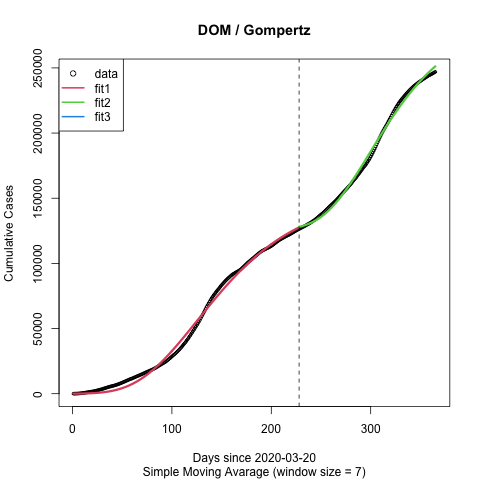 DOM / Gompertz
data
fit1
fit2
fit3
Cumulative Cases
0
50000
100000
150000
200000
250000
0
100
200
300
Days since 2020-03-20
Simple Moving Avarage (window size = 7)